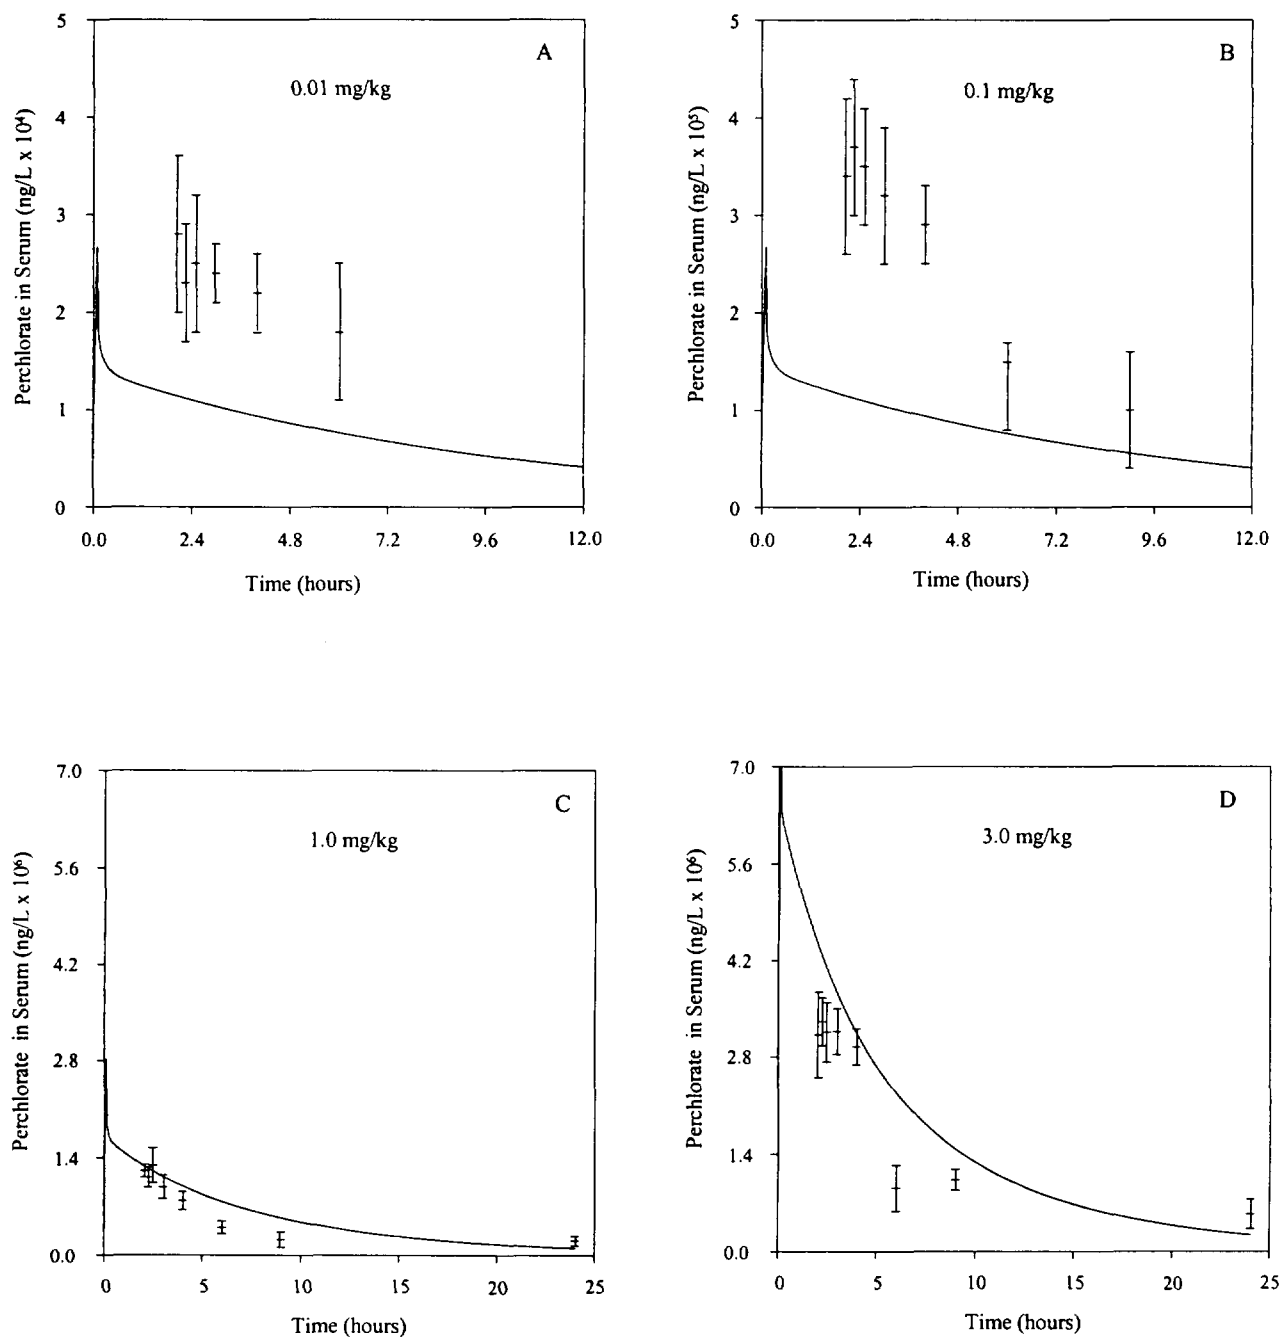 A
0.01 mg/kg
Perchlorate in Serum (ng/L x 10⁴)
5
4
3
2
1
0
0.0 2.4 4.8 7.2 9.6 12.0
Time (hours)
B
0.1 mg/kg
Perchlorate in Serum (ng/L x 10⁵)
5
4
3
2
1
0
0.0 2.4 4.8 7.2 9.6 12.0
Time (hours)
C
1.0 mg/kg
Perchlorate in Serum (ng/L x 10⁶)
7.0
5.6
4.2
2.8
1.4
0.0
0 5 10 15 20 25
Time (hours)
D
3.0 mg/kg
Perchlorate in Serum (ng/L x 10⁶)
7.0
5.6
4.2
2.8
1.4
0.0
0 5 10 15 20 25
Time (hours)